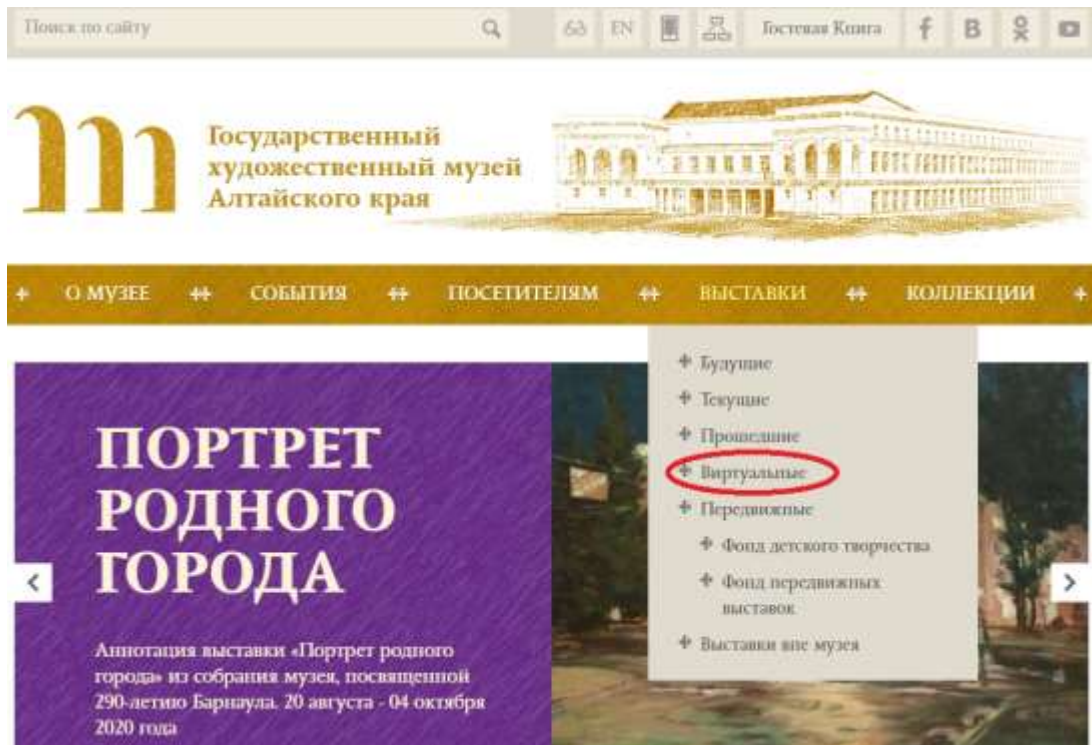 Поиск по сайту
EN
Гостевая Книга
Государственный
художественный музей
Алтайского края
О МУЗЕЕ
СОБЫТИЯ
ПОСЕТИТЕЛЯМ
ВЫСТАВКИ
КОЛЛЕКЦИИ
Будущие
Текущие
Прошедшие
Виртуальные
Передвижные
Фонд детского творчества
Фонд передвижных
выставок
Выставки вне музея
ПОРТРЕТ
РОДНОГО
ГОРОДА
Аннотация выставки «Портрет родного
города» из собрания музея, посвященной
290-летию Барнаула. 20 августа - 04 октября
2020 года